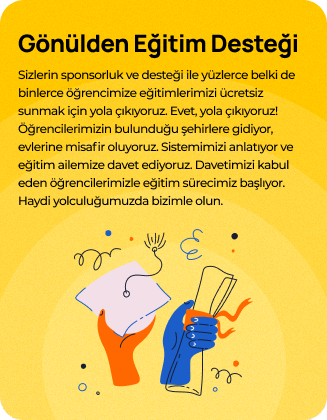 Gönülden Eğitim Desteği
Sizlerin sponsorluk ve desteği ile yüzlerce belki de
binlerce öğrencimize eğitimlerimizi ücretsiz
sunmak için yola çıkıyoruz. Evet, yola çıkıyoruz!
Öğrencilerimizin bulunduğu şehirlere gidiyor,
evlerine misafir oluyoruz. Sistemimizi anlatıyor ve
eğitim ailemize davet ediyoruz. Davetimizi kabul
eden öğrencilerimizle eğitim sürecimiz başlıyor.
Haydi yolculuğumuzda bizimle olun.